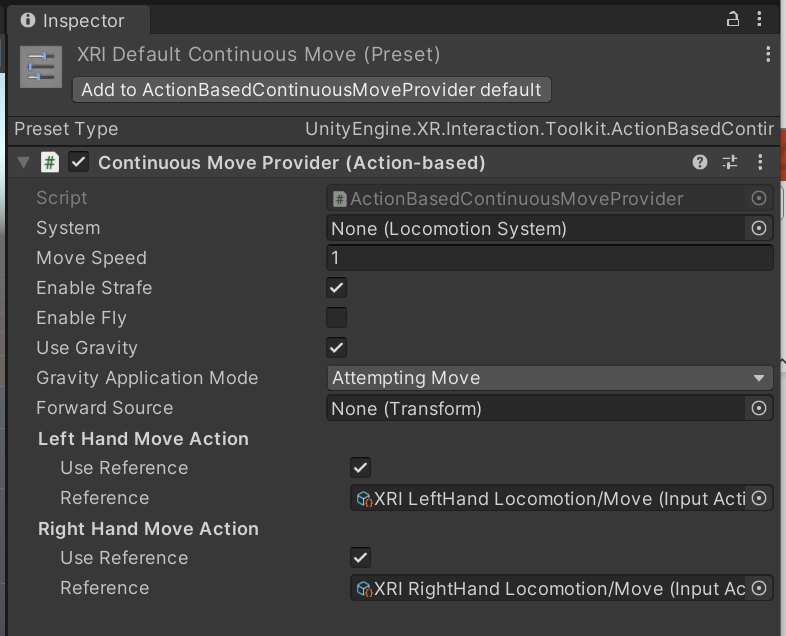 Inspector
XRI Default Continuous Move (Preset)
Add to ActionBasedContinuousMoveProvider default
Preset Type UnityEngine.XR.Interaction.Toolkit.ActionBasedContin
# Continuous Move Provider (Action-based)
Script # ActionBasedContinuousMoveProvider
System None (Locomotion System)
Move Speed 1
Enable Strafe
Enable Fly
Use Gravity
Gravity Application Mode Attempting Move
Forward Source None (Transform)
Left Hand Move Action
Use Reference
Reference XRI LeftHand Locomotion/Move (Input Acti
Right Hand Move Action
Use Reference
Reference XRI RightHand Locomotion/Move (Input Ac